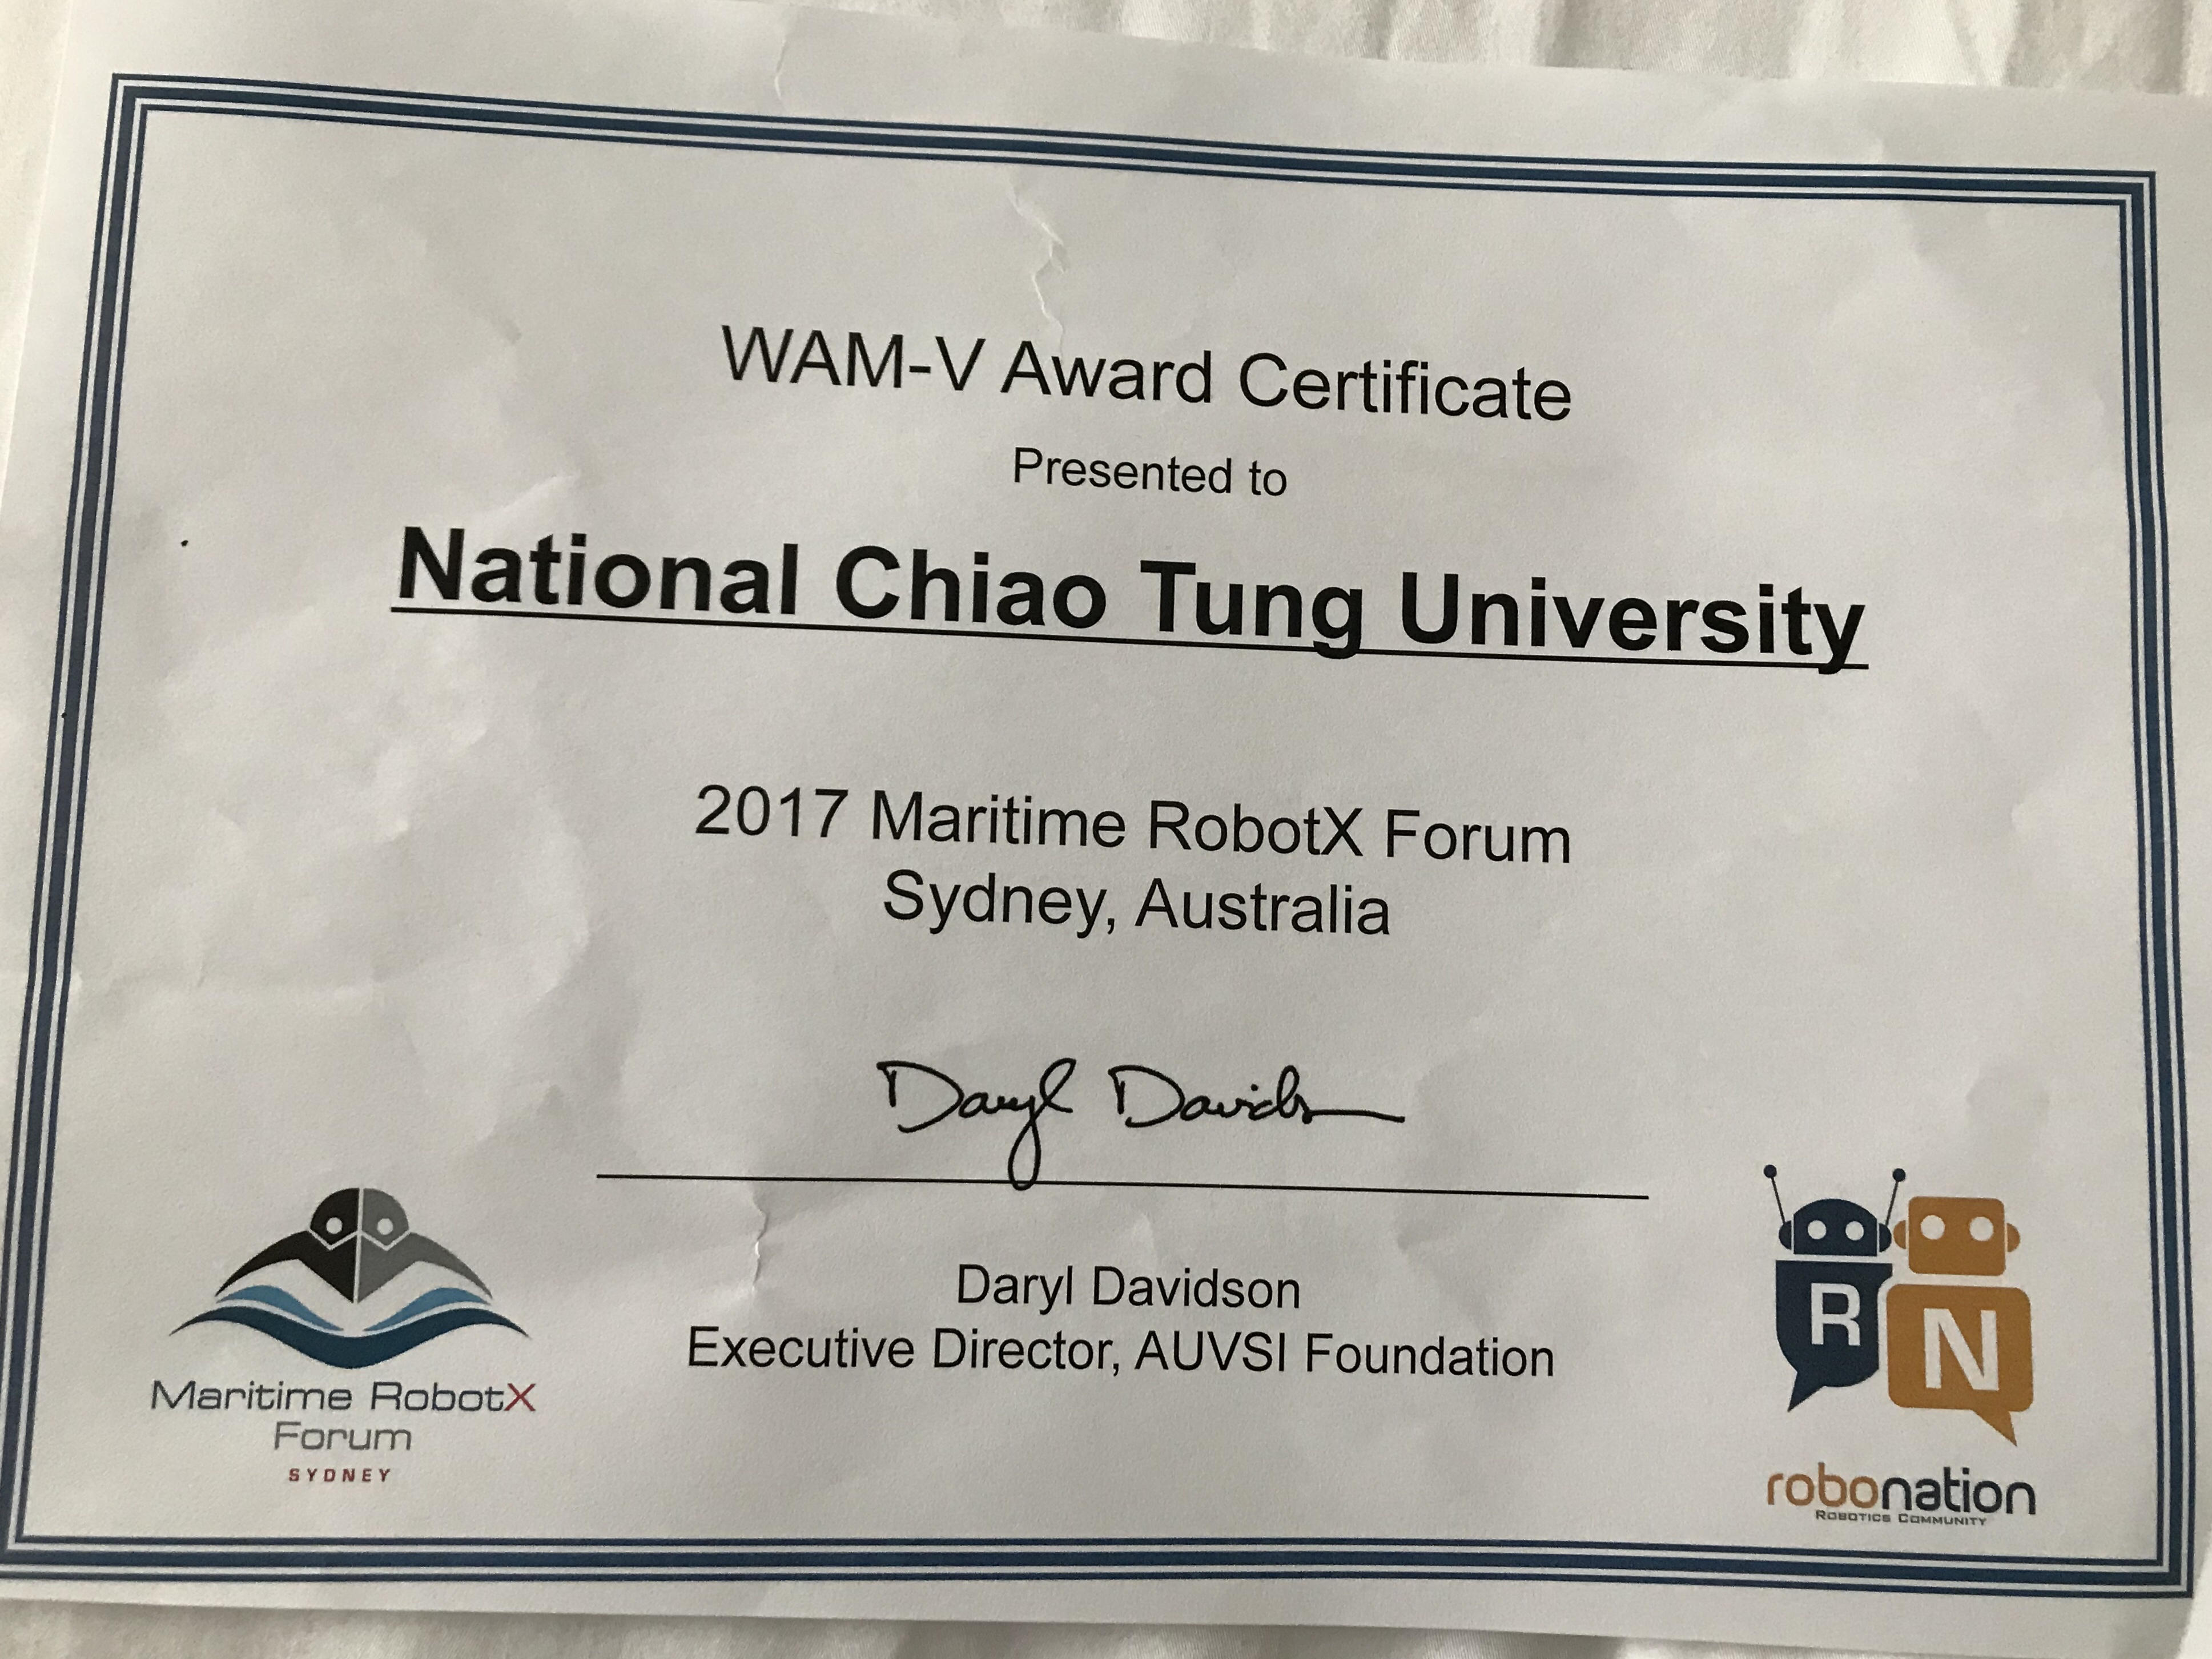 WAM-V Award Certificate
Presented to
National Chiao Tung University
2017 Maritime RobotX Forum
Sydney, Australia
Daryl Davidson
Daryl Davidson
Executive Director, AUVSI Foundation
Maritime RobotX
Forum
SYDNEY
R N
robonation
ROBOTICS COMMUNITY